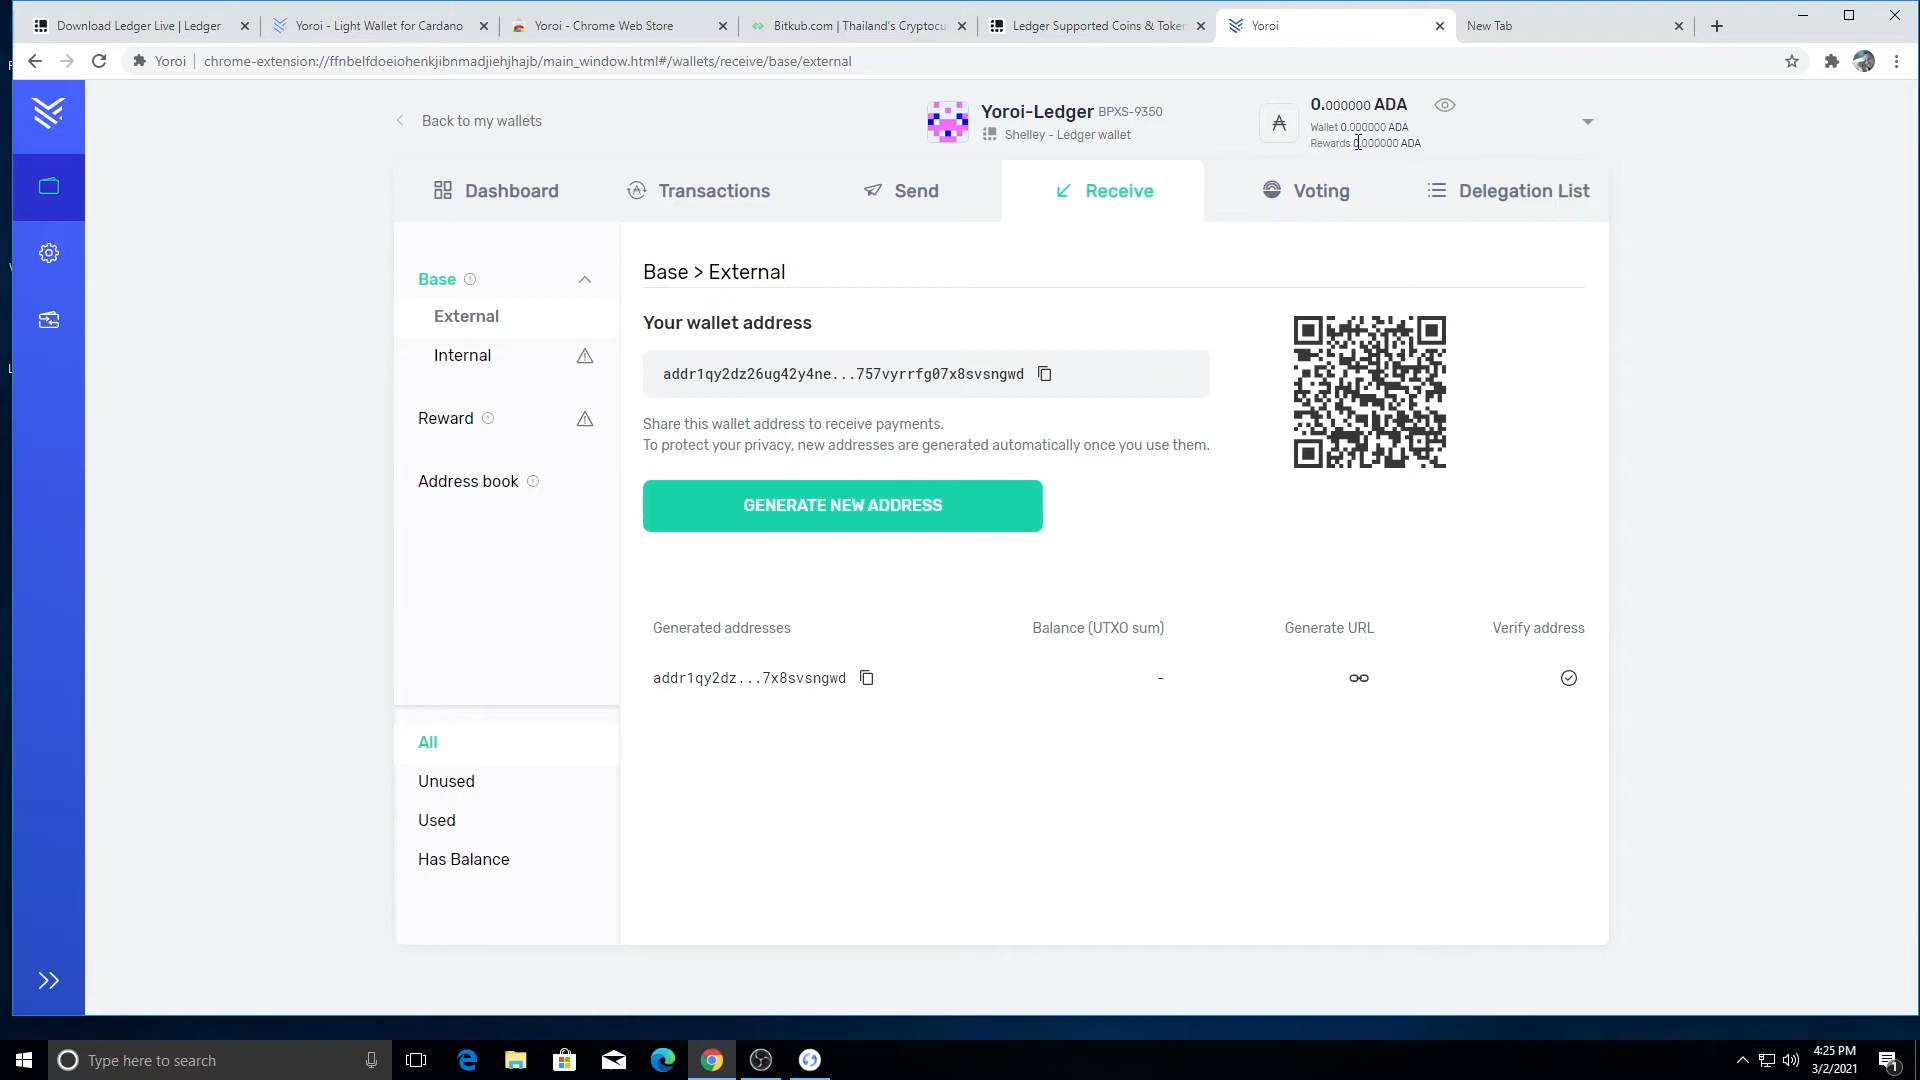 Download Ledger Live | Ledger
Yoroi - Light Wallet for Cardano
Yoroi - Chrome Web Store
Bitkub.com | Thailand's Cryptocu
Ledger Supported Coins & Token
Yoroi
New Tab
Yoroi
chrome-extension://ffnbelfdoeiohenkjibnmadjiehjhajb/main_window.html#/wallets/receive/base/external
Back to my wallets
Yoroi-Ledger BPXS-9350
Shelley - Ledger wallet
0.000000 ADA
Wallet 0.000000 ADA
Rewards 0.000000 ADA
Dashboard
Transactions
Send
Receive
Voting
Delegation List
Base
External
Internal
Reward
Address book
All
Unused
Used
Has Balance
Base > External
Your wallet address
addr1qy2dz26ug42y4ne...757vyrrfg07x8svsngwd
Share this wallet address to receive payments.
To protect your privacy, new addresses are generated automatically once you use them.
GENERATE NEW ADDRESS
Generated addresses
Balance (UTXO sum)
Generate URL
Verify address
addr1qy2dz...7x8svsngwd
-
Type here to search
4:25 PM
3/2/2021
1